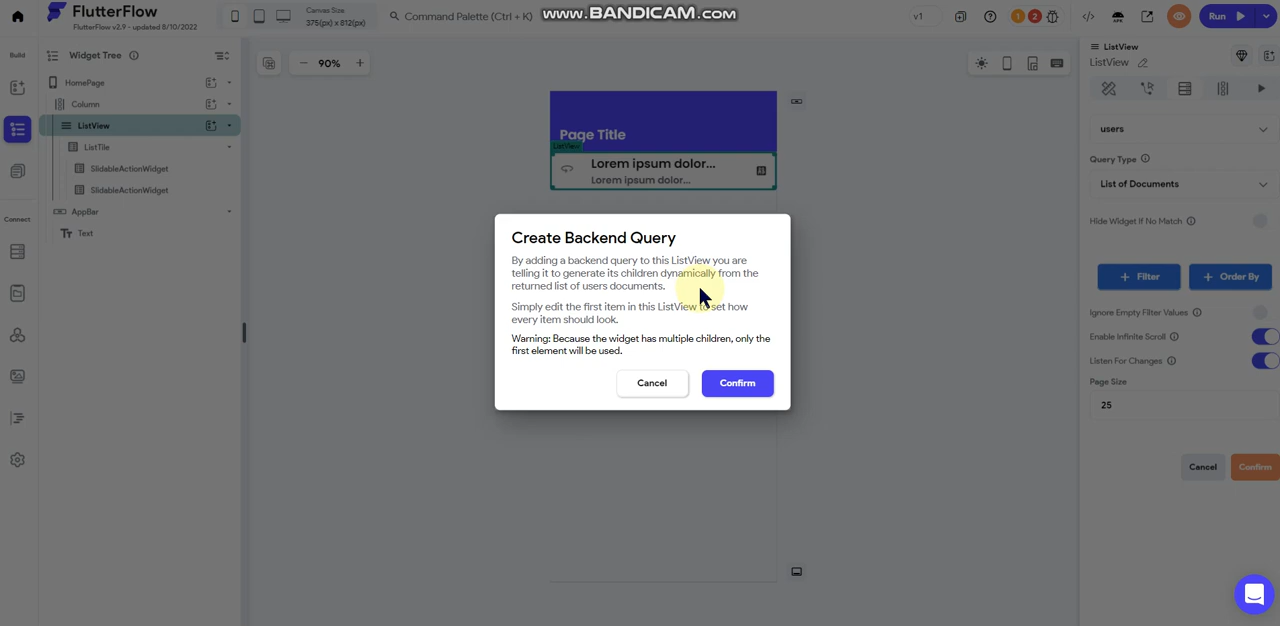 FlutterFlow
FlutterFlow v2.9 - updated 8/10/2022
Canvas Size
375(px) x 812(px)
Command Palette (Ctrl + K)
www.BANDICAM.com
v1
1
2
Run
Build
Widget Tree
90%
HomePage
Column
ListView
ListTile
SlidableActionWidget
SlidableActionWidget
AppBar
Text
Connect
Page Title
ListView
Lorem ipsum dolor...
Lorem ipsum dolor...
Create Backend Query
By adding a backend query to this ListView you are
telling it to generate its children dynamically from the
returned list of users documents.
Simply edit the first item in this ListView to set how
every item should look.
Warning: Because the widget has multiple children, only the
first element will be used.
Cancel
Confirm
ListView
ListView
users
Query Type
List of Documents
Hide Widget If No Match
+ Filter
+ Order By
Ignore Empty Filter Values
Enable Infinite Scroll
Listen For Changes
Page Size
25
Cancel
Confirm